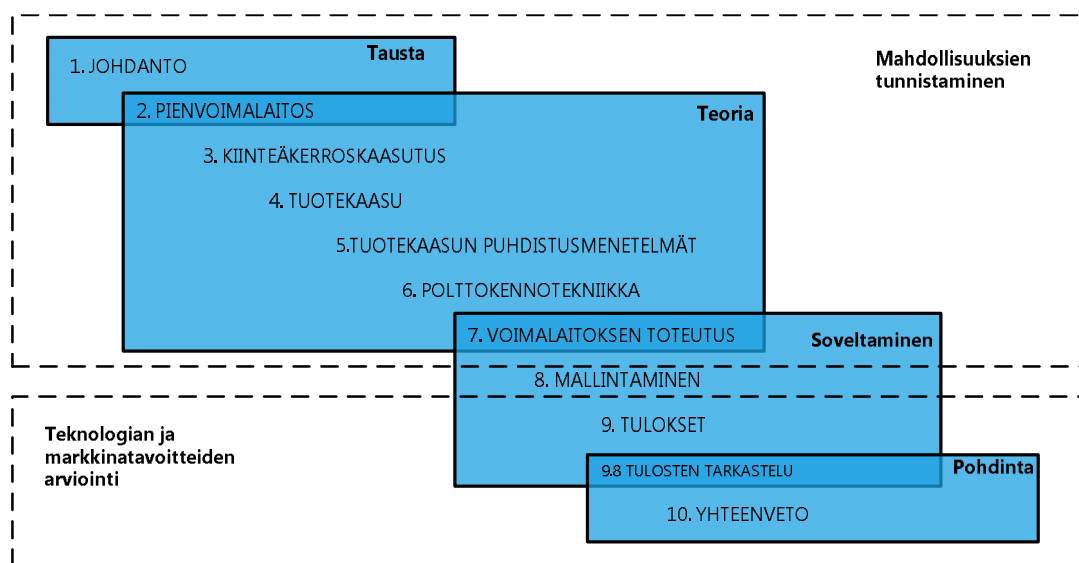 Tausta
1. JOHDANTO
Mahdollisuuksien
tunnistaminen
2. PIENVOIMALAITOS
Teoria
3. KIINTEÄKERROSKAASUTUS
4. TUOTEKAASU
5.TUOTEKAASUN PUHDISTUSMENETELMÄT
6. POLTTOKENNOTEKNIIKKA
7. VOIMALAITOKSEN TOTEUTUS
Soveltaminen
8. MALLINTAMINEN
9. TULOKSET
Teknologian ja
markkinatavoitteiden
arviointi
9.8 TULOSTEN TARKASTELU
Pohdinta
10. YHTEENVETO